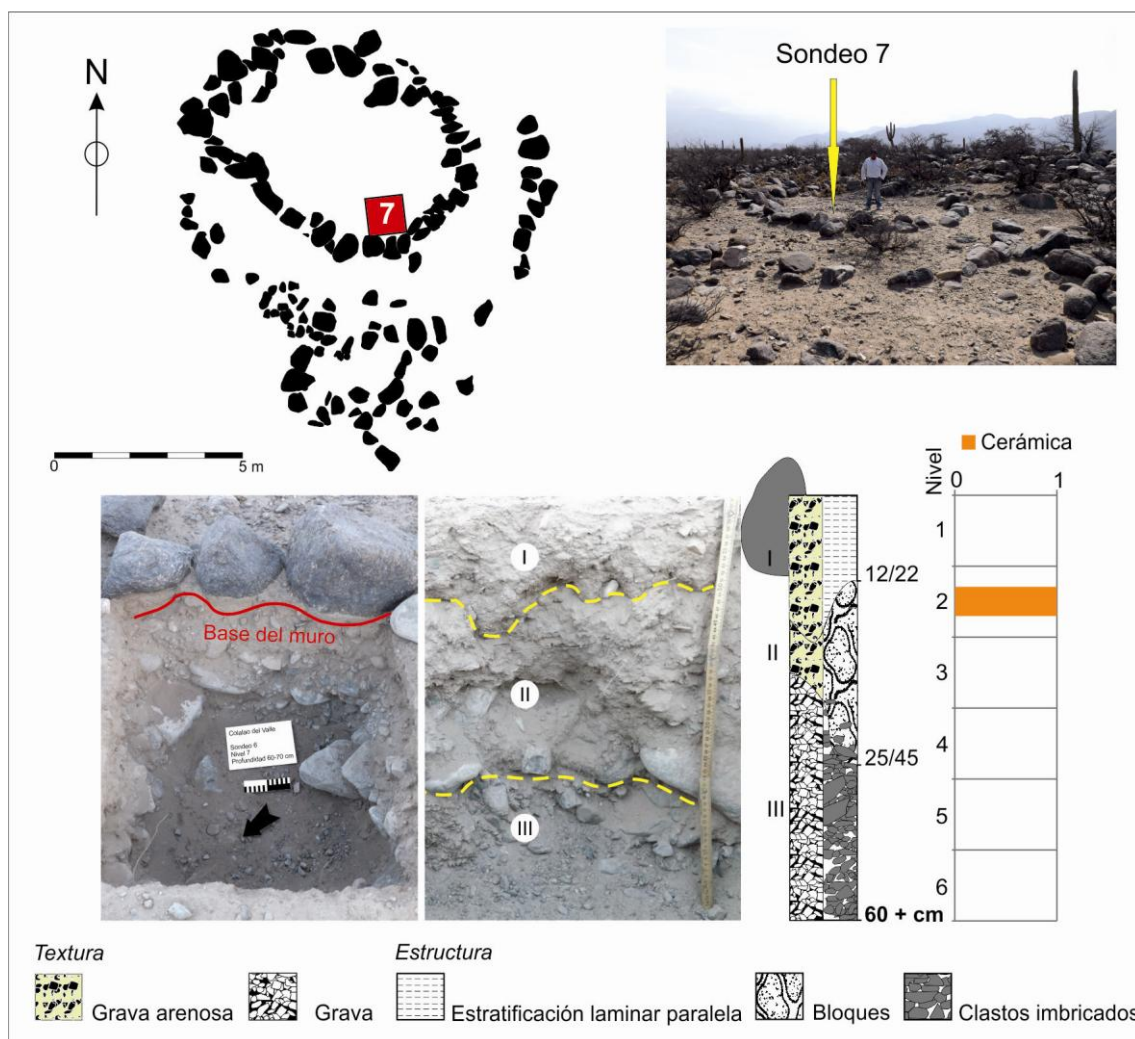 N
7
0
5 m
Sondeo 7
Base del muro
Colalao del Valle
Sondeo 6
Nivel 7
Profundidad 60-70 cm
I
II
III
I
II
III
12/22
25/45
60 + cm
Cerámica
Nivel
0
1
1
2
3
4
5
6
Textura
Grava arenosa
Grava
Estructura
Estratificación laminar paralela
Bloques
Clastos imbricados